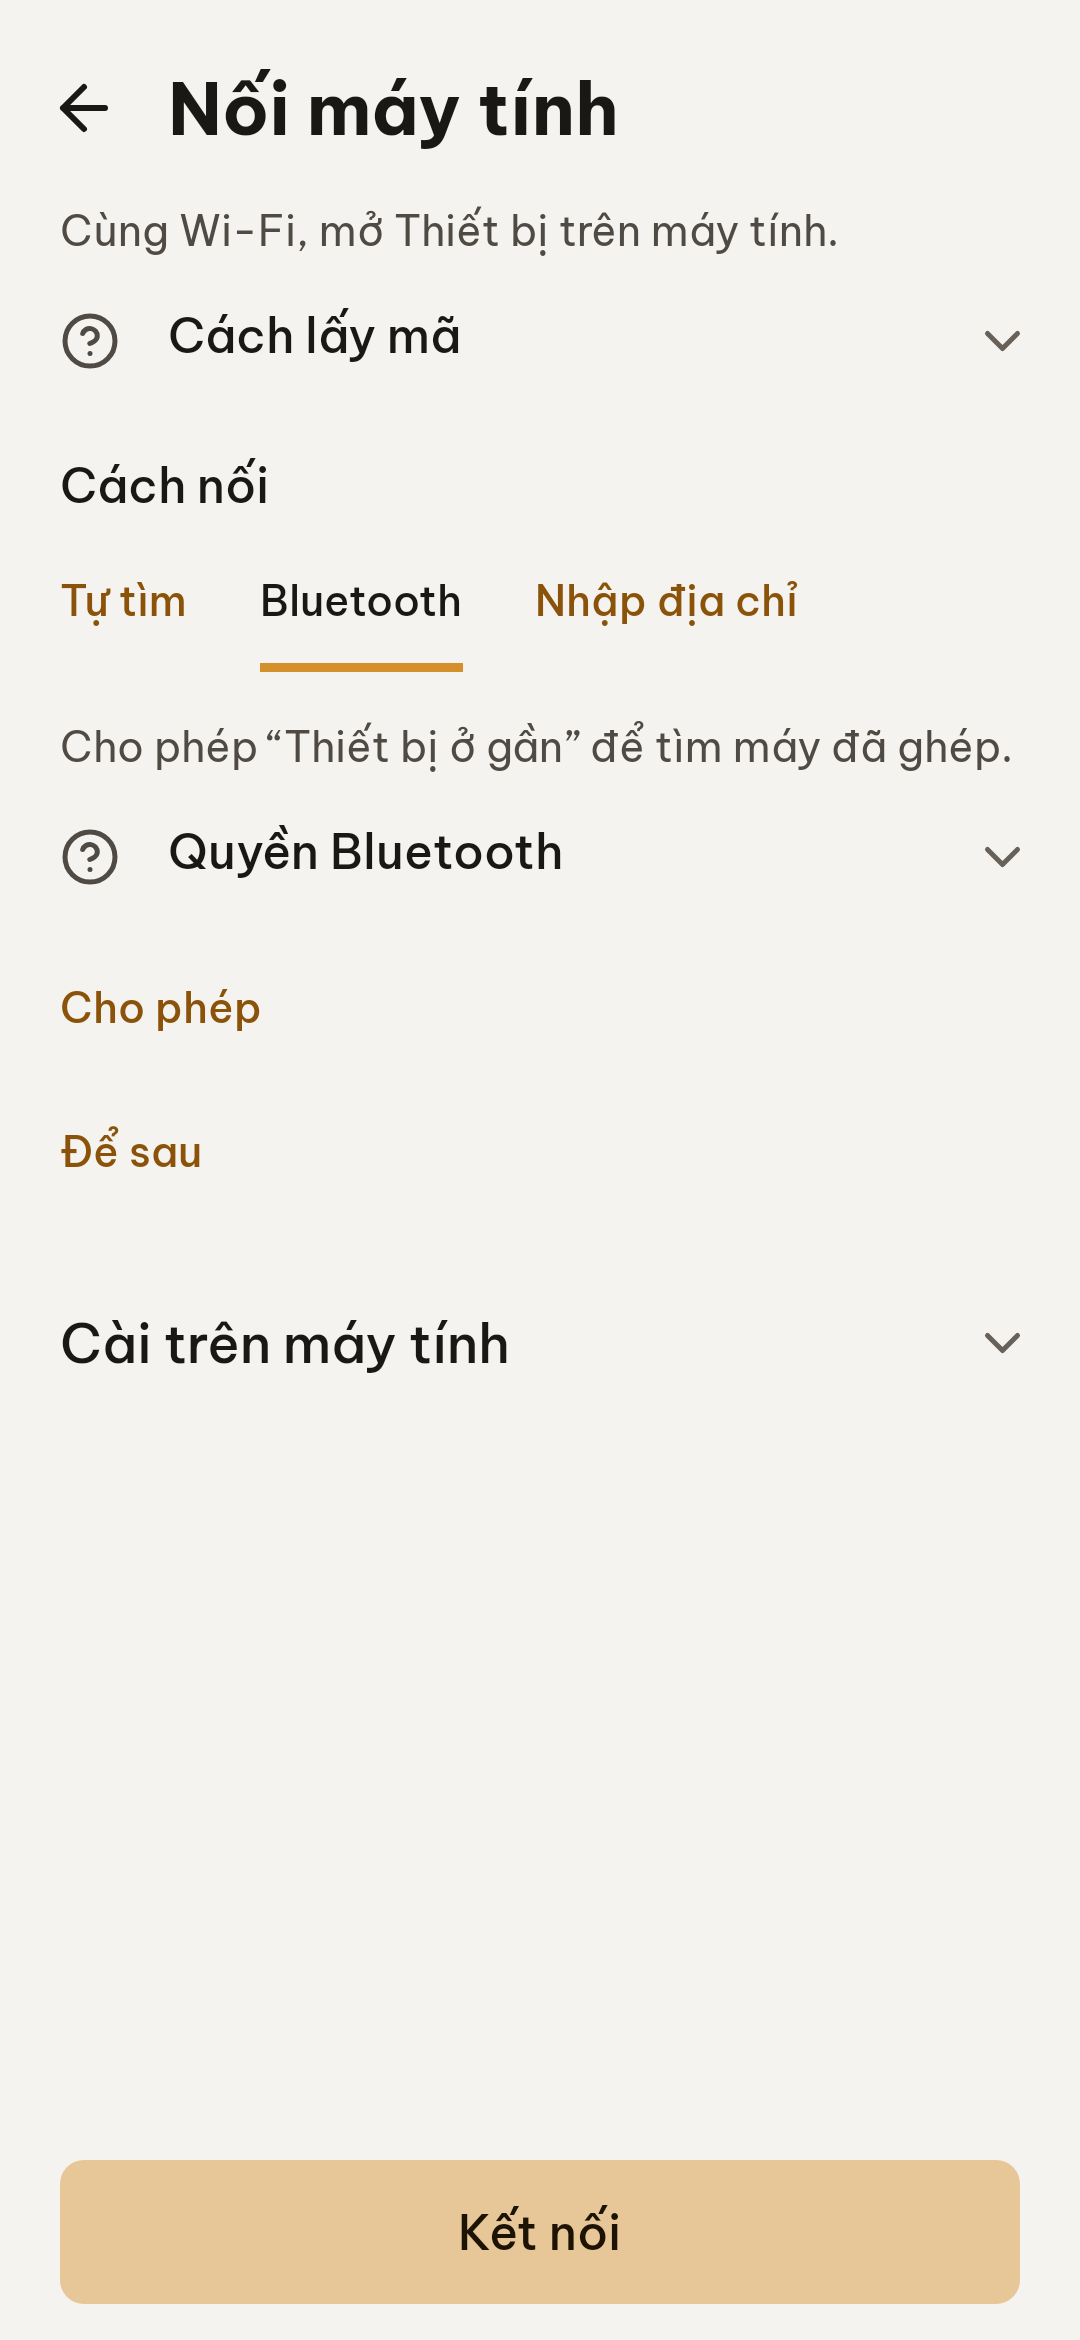 Nối máy tính
Cùng Wi-Fi, mở Thiết bị trên máy tính.
Cách lấy mã
Cách nối
Tự tìm Bluetooth Nhập địa chỉ
Cho phép “Thiết bị ở gần” để tìm máy đã ghép.
Quyền Bluetooth
Cho phép
Để sau
Cài trên máy tính
Kết nối